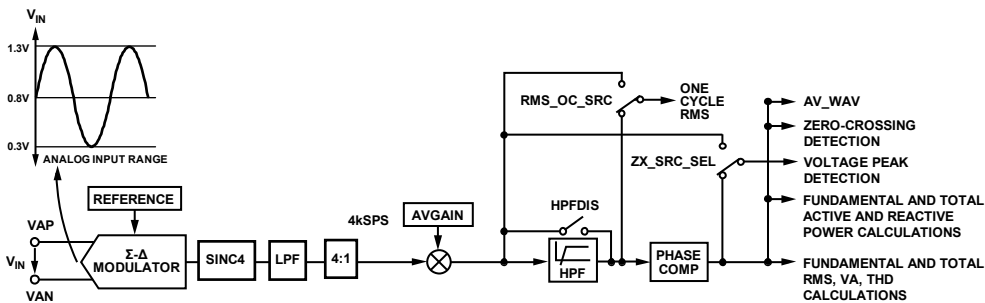 VIN
1.3V
0.8V
0.3V
ANALOG INPUT RANGE
REFERENCE
VAP
VIN
VAN
Σ-Δ
MODULATOR
SINC4
LPF
4:1
4kSPS
AVGAIN
RMS_OC_SRC
ONE
CYCLE
RMS
ZX_SRC_SEL
HPFDIS
HPF
PHASE
COMP
AV_WAV
ZERO-CROSSING
DETECTION
VOLTAGE PEAK
DETECTION
FUNDAMENTAL AND TOTAL
ACTIVE AND REACTIVE
POWER CALCULATIONS
FUNDAMENTAL AND TOTAL
RMS, VA, THD
CALCULATIONS